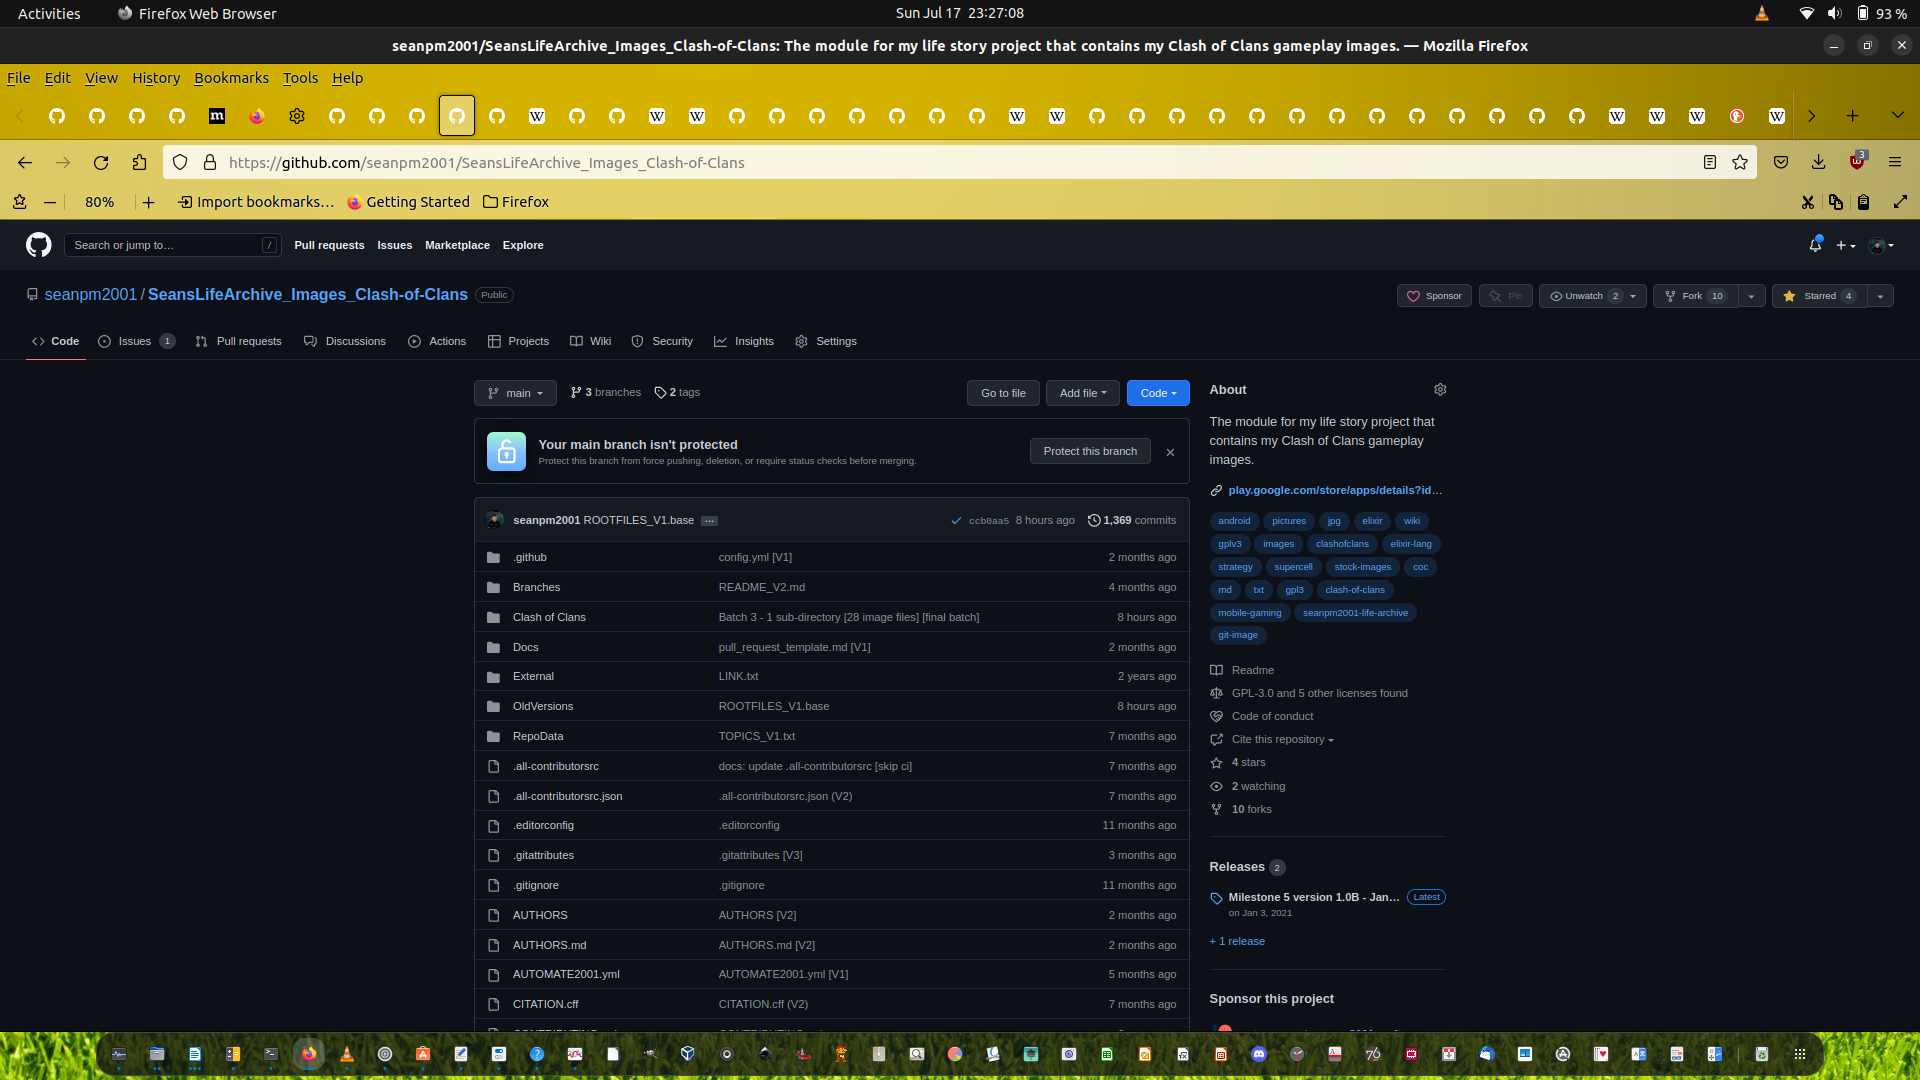 Activities Firefox Web Browser Sun Jul 17 23:27:08 93 %
seanpm2001/SeansLifeArchive_Images_Clash-of-Clans: The module for my life story project that contains my Clash of Clans gameplay images. — Mozilla Firefox
File Edit View History Bookmarks Tools Help
https://github.com/seanpm2001/SeansLifeArchive_Images_Clash-of-Clans 3
80% Import bookmarks… Getting Started Firefox
Search or jump to… / Pull requests Issues Marketplace Explore
seanpm2001 / SeansLifeArchive_Images_Clash-of-Clans Public Sponsor Pin Unwatch 2 Fork 10 Starred 4
Code Issues 1 Pull requests Discussions Actions Projects Wiki Security Insights Settings
main 3 branches 2 tags Go to file Add file Code
Your main branch isn't protected
Protect this branch from force pushing, deletion, or require status checks before merging.
Protect this branch
seanpm2001 ROOTFILES_V1.base ... ccb0aa5 8 hours ago 1,369 commits
.github config.yml [V1] 2 months ago
Branches README_V2.md 4 months ago
Clash of Clans Batch 3 - 1 sub-directory [28 image files] [final batch] 8 hours ago
Docs pull_request_template.md [V1] 2 months ago
External LINK.txt 2 years ago
OldVersions ROOTFILES_V1.base 8 hours ago
RepoData TOPICS_V1.txt 7 months ago
.all-contributorsrc docs: update .all-contributorsrc [skip ci] 7 months ago
.all-contributorsrc.json .all-contributorsrc.json (V2) 7 months ago
.editorconfig .editorconfig 11 months ago
.gitattributes .gitattributes [V3] 3 months ago
.gitignore .gitignore 11 months ago
AUTHORS AUTHORS [V2] 2 months ago
AUTHORS.md AUTHORS.md [V2] 2 months ago
AUTOMATE2001.yml AUTOMATE2001.yml [V1] 5 months ago
CITATION.cff CITATION.cff (V2) 7 months ago
About
The module for my life story project that
contains my Clash of Clans gameplay
images.
play.google.com/store/apps/details?id…
android pictures jpg elixir wiki
gplv3 images clashofclans elixir-lang
strategy supercell stock-images coc
md txt gpl3 clash-of-clans
mobile-gaming seanpm2001-life-archive
git-image
Readme
GPL-3.0 and 5 other licenses found
Code of conduct
Cite this repository
4 stars
2 watching
10 forks
Releases 2
Milestone 5 version 1.0B - Jan… Latest
on Jan 3, 2021
+ 1 release
Sponsor this project